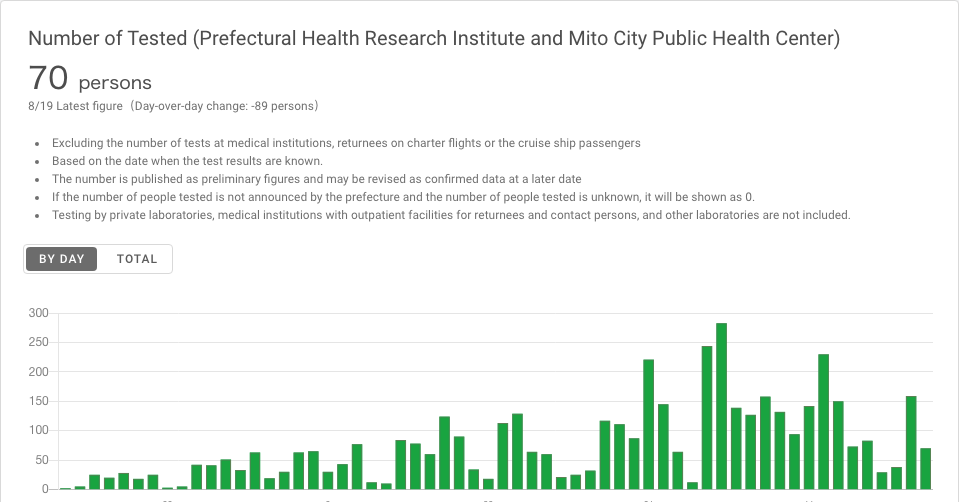 Number of Tested (Prefectural Health Research Institute and Mito City Public Health Center)
70 persons
8/19 Latest figure（Day-over-day change: -89 persons）
• Excluding the number of tests at medical institutions, returnees on charter flights or the cruise ship passengers
• Based on the date when the test results are known.
• The number is published as preliminary figures and may be revised as confirmed data at a later date
• If the number of people tested is not announced by the prefecture and the number of people tested is unknown, it will be shown as 0.
• Testing by private laboratories, medical institutions with outpatient facilities for returnees and contact persons, and other laboratories are not included.
BY DAY TOTAL
300
250
200
150
100
50
0